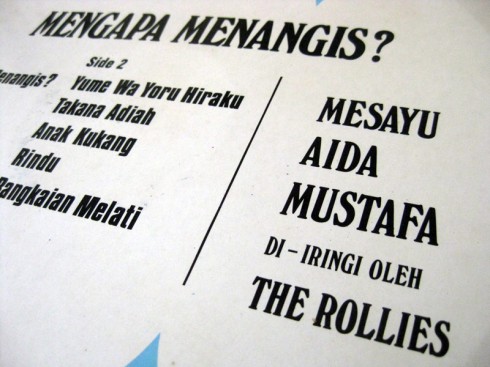 MENGAPA MENANGIS?
Side 2
Yume Wa Yoru Hiraku
Takana Adiah
Anak Kukang
Rindu
Rangkaian Melati
MESAYU
AIDA
MUSTAFA
DI-IRINGI OLEH
THE ROLLIES